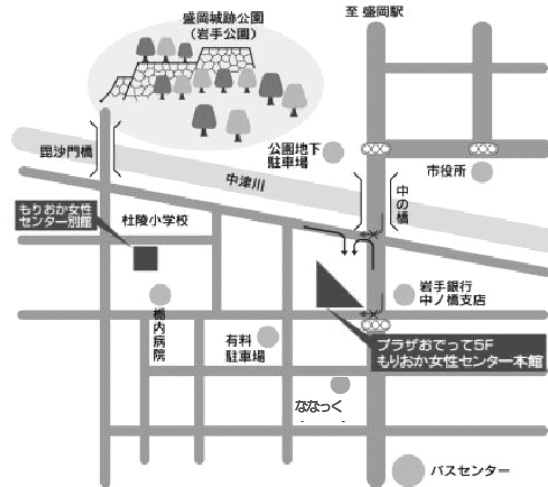 盛岡城跡公園
（岩手公園）
至 盛岡駅
毘沙門橋
公園地下
駐車場
市役所
中津川
中の橋
もりおか女性
センター別館
杜陵小学校
岩手銀行
中ノ橋支店
栃内病院
有料
駐車場
プラザおでって5F
もりおか女性センター本館
ななっく
バスセンター